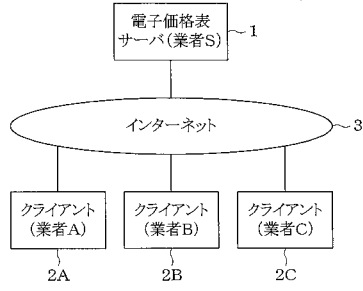 電子価格表
サーバ(業者S)
1
インターネット
3
クライアント
(業者A)
クライアント
(業者B)
クライアント
(業者C)
2A
2B
2C